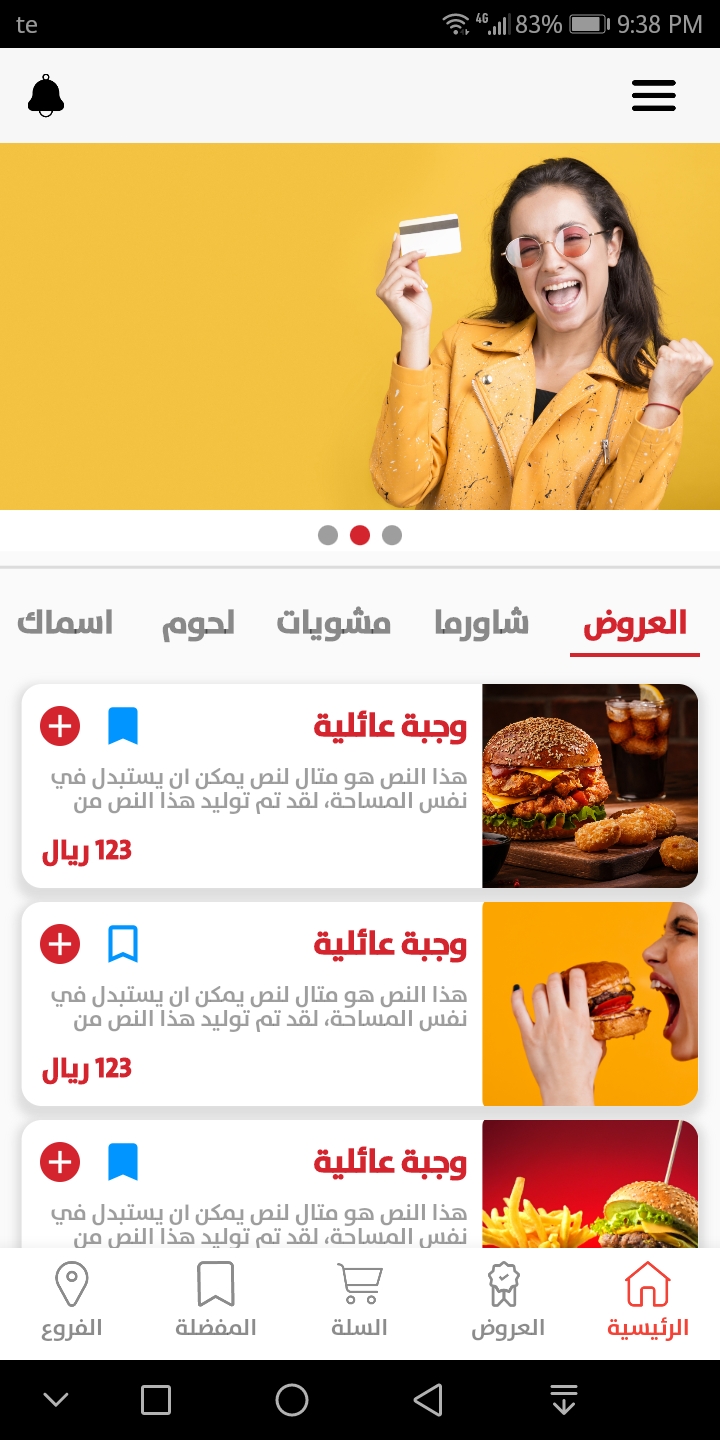 te
4G 83% 9:38 PM
العروض شاورما مشويات لحوم اسماك
وجبة عائلية
هذا النص هو مثال لنص يمكن ان يستبدل في
نفس المساحة، لقد تم توليد هذا النص من
123 ريال
وجبة عائلية
هذا النص هو مثال لنص يمكن ان يستبدل في
نفس المساحة، لقد تم توليد هذا النص من
123 ريال
وجبة عائلية
هذا النص هو مثال لنص يمكن ان يستبدل في
نفس المساحة، لقد تم توليد هذا النص من
الرئيسية العروض السلة المفضلة الفروع